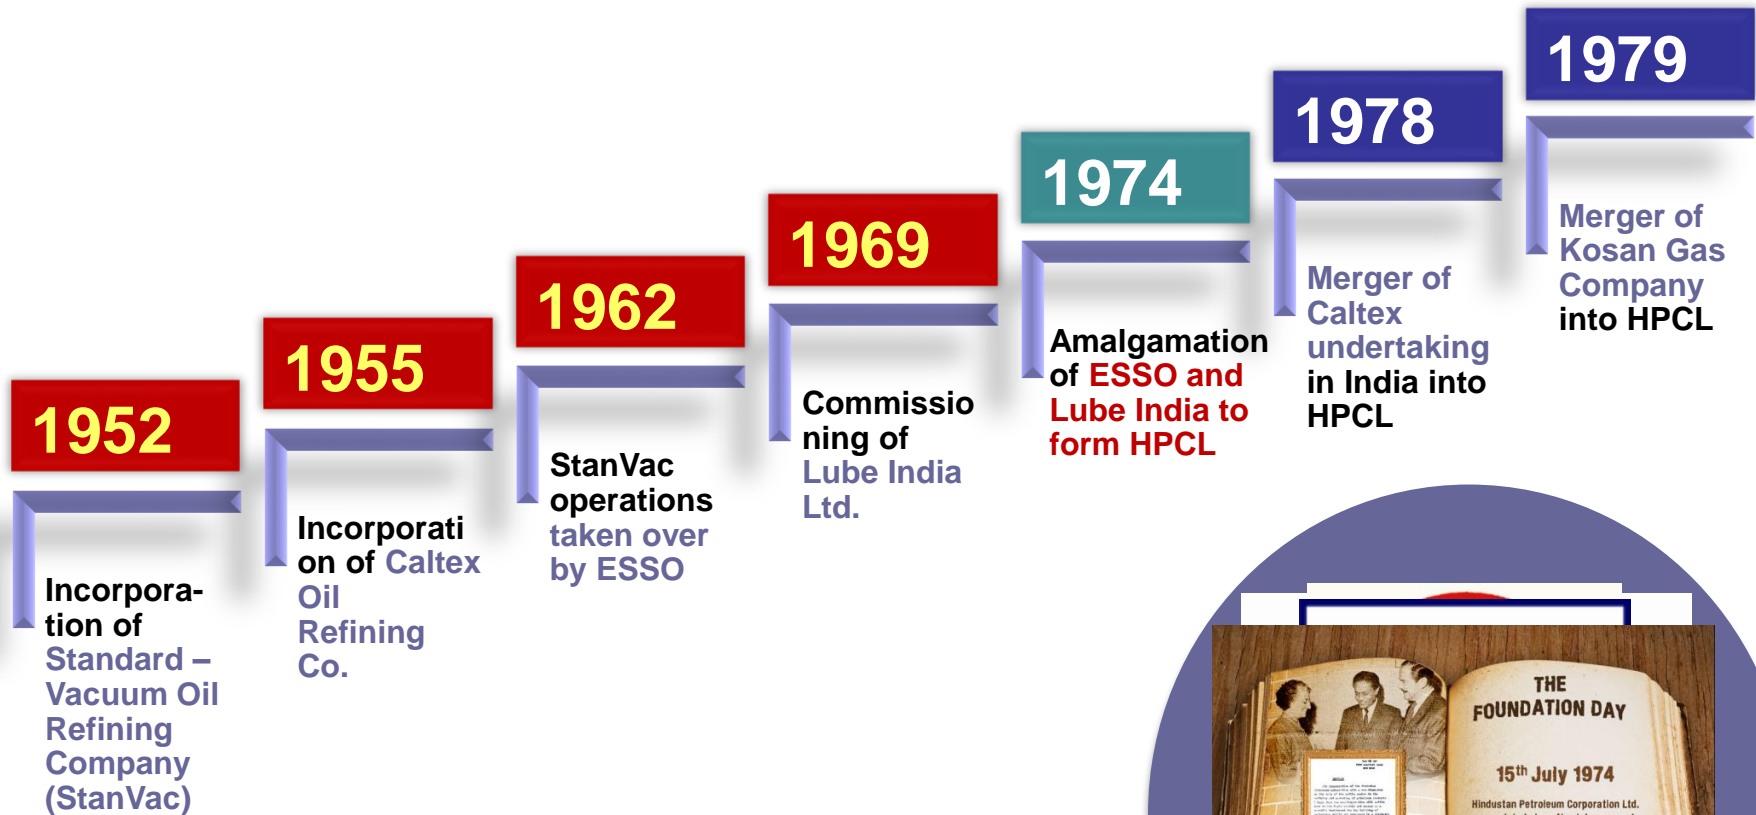 1952
Incorpora-
tion of
Standard –
Vacuum Oil
Refining
Company
(StanVac)
1955
Incorporati
on of Caltex
Oil
Refining
Co.
1962
StanVac
operations
taken over
by ESSO
1969
Commissio
ning of
Lube India
Ltd.
1974
Amalgamation
of ESSO and
Lube India to
form HPCL
1978
Merger of
Caltex
undertaking
in India into
HPCL
1979
Merger of
Kosan Gas
Company
into HPCL
THE
FOUNDATION DAY
15th July 1974
Hindustan Petroleum Corporation Ltd.